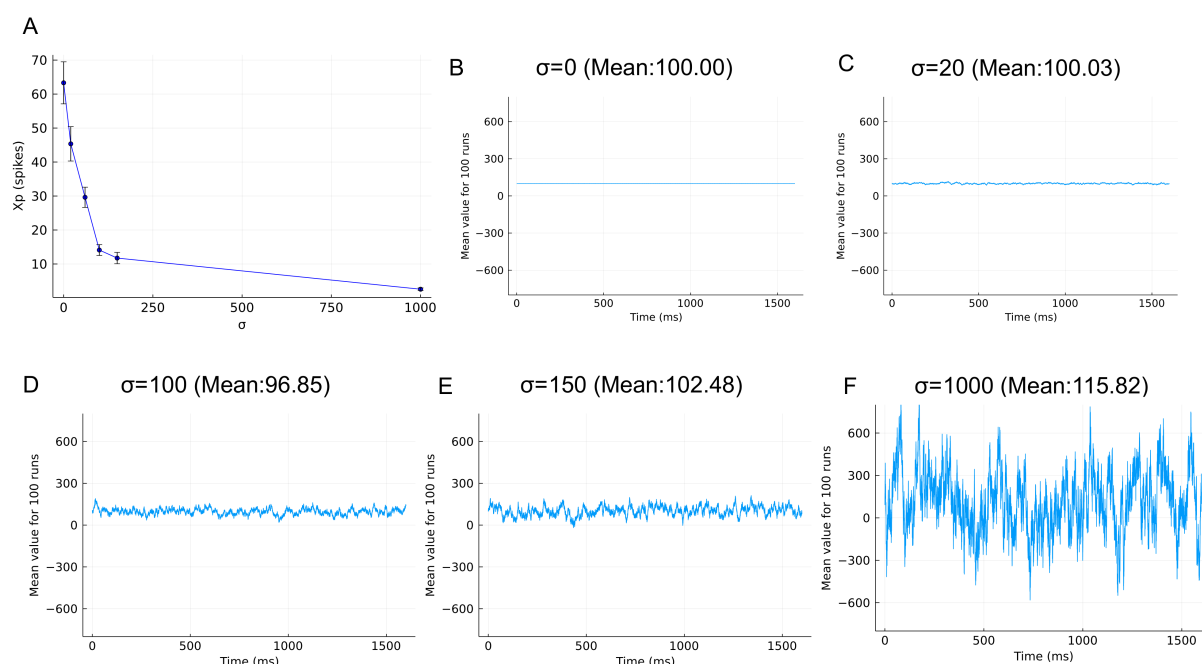 A
70
60
50
40
30
20
10
Xp (spikes)
0
250
500
750
1000
σ
B
σ=0 (Mean:100.00)
600
300
0
−300
−600
Mean value for 100 runs
0
500
1000
1500
Time (ms)
C
σ=20 (Mean:100.03)
600
300
0
−300
−600
Mean value for 100 runs
0
500
1000
1500
Time (ms)
D
σ=100 (Mean:96.85)
600
300
0
−300
−600
Mean value for 100 runs
0
500
1000
1500
Time (ms)
E
σ=150 (Mean:102.48)
600
300
0
−300
−600
Mean value for 100 runs
0
500
1000
1500
Time (ms)
F
σ=1000 (Mean:115.82)
600
300
0
−300
−600
Mean value for 100 runs
0
500
1000
1500
Time (ms)